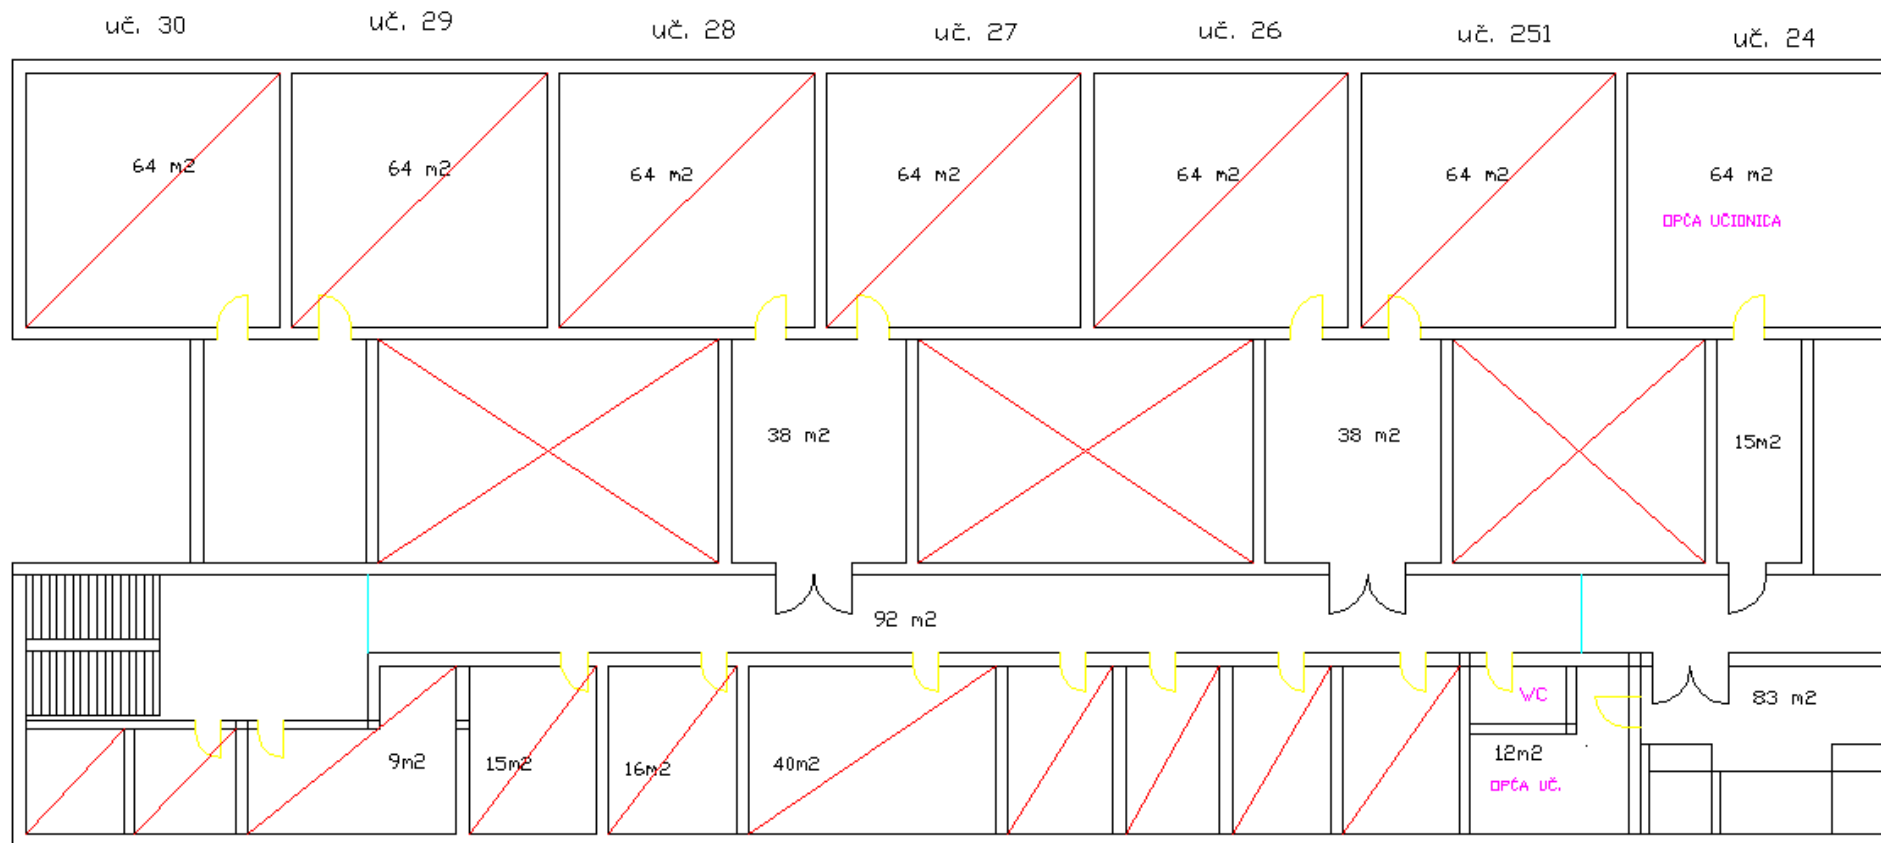 uč. 30
uč. 29
uč. 28
uč. 27
uč. 26
uč. 251
uč. 24
64 m2
64 m2
64 m2
64 m2
64 m2
64 m2
64 m2
OPĆA UČIONICA
38 m2
38 m2
15m2
92 m2
WC
83 m2
9m2
15m2
16m2
40m2
12m2
OPĆA UČ.